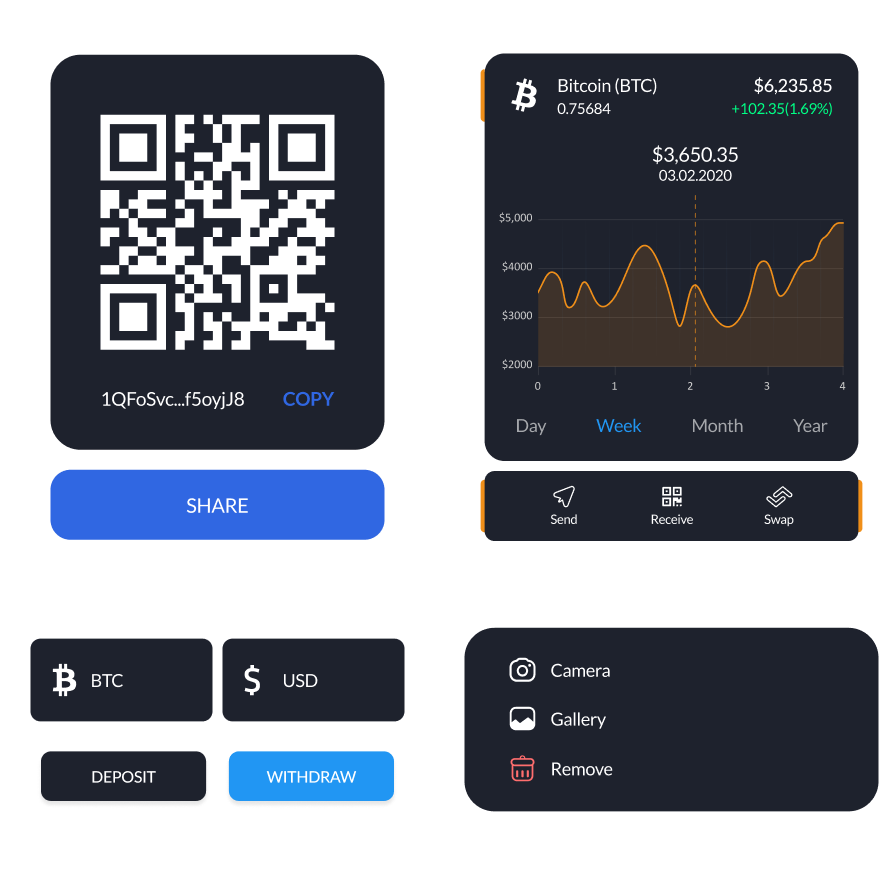 1QFoSvc...f5oyjJ8 COPY
SHARE
Bitcoin (BTC) $6,235.85
0.75684 +102.35(1.69%)
$3,650.35
03.02.2020
$5,000
$4000
$3000
$2000
0 1 2 3 4
Day Week Month Year
Send Receive Swap
BTC USD
DEPOSIT WITHDRAW
Camera
Gallery
Remove